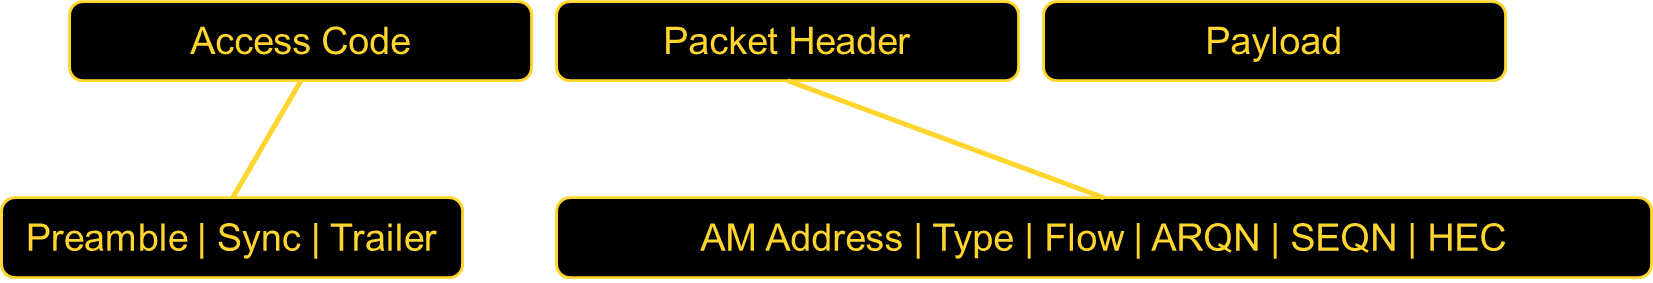 Access Code
Packet Header
Payload
Preamble | Sync | Trailer
AM Address | Type | Flow | ARQN | SEQN | HEC